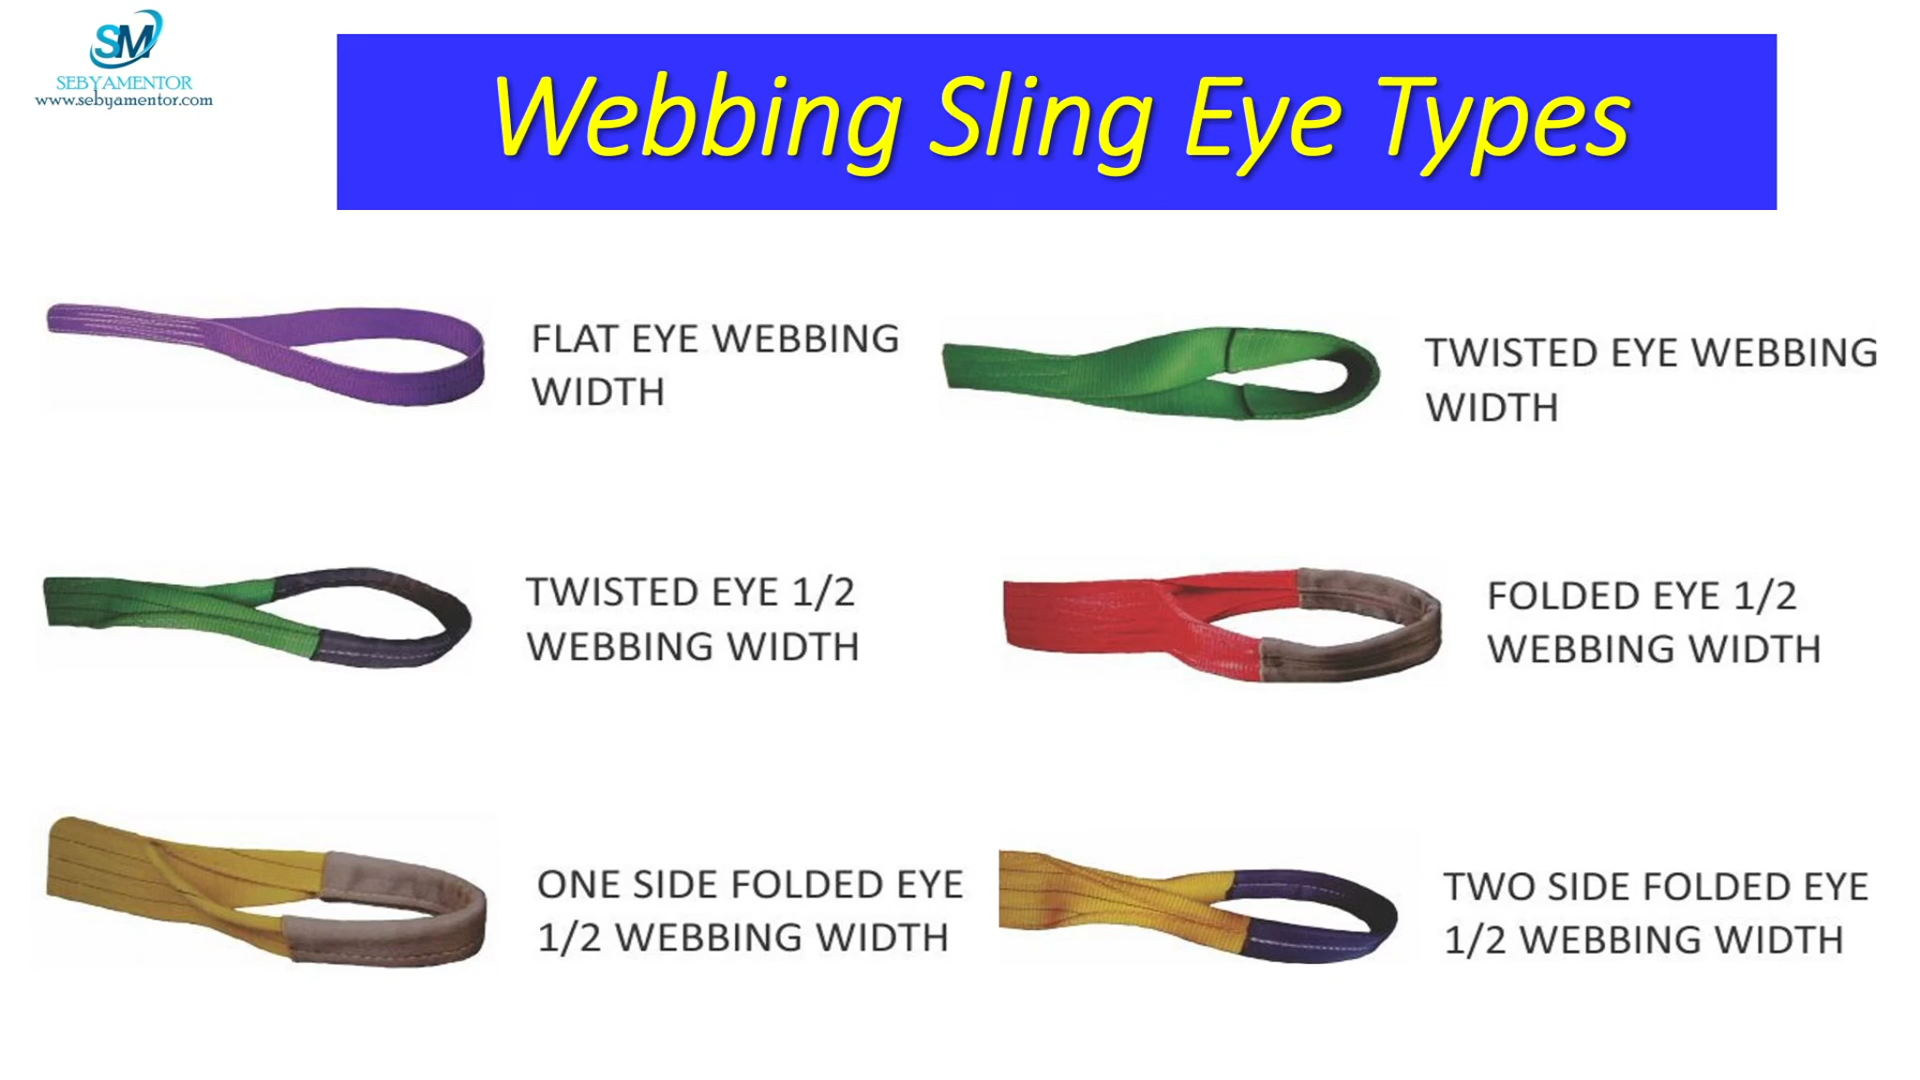 SM
SEBYAMENTOR
www.sebyamentor.com
Webbing Sling Eye Types
FLAT EYE WEBBING
WIDTH
TWISTED EYE WEBBING
WIDTH
TWISTED EYE 1/2
WEBBING WIDTH
FOLDED EYE 1/2
WEBBING WIDTH
ONE SIDE FOLDED EYE
1/2 WEBBING WIDTH
TWO SIDE FOLDED EYE
1/2 WEBBING WIDTH